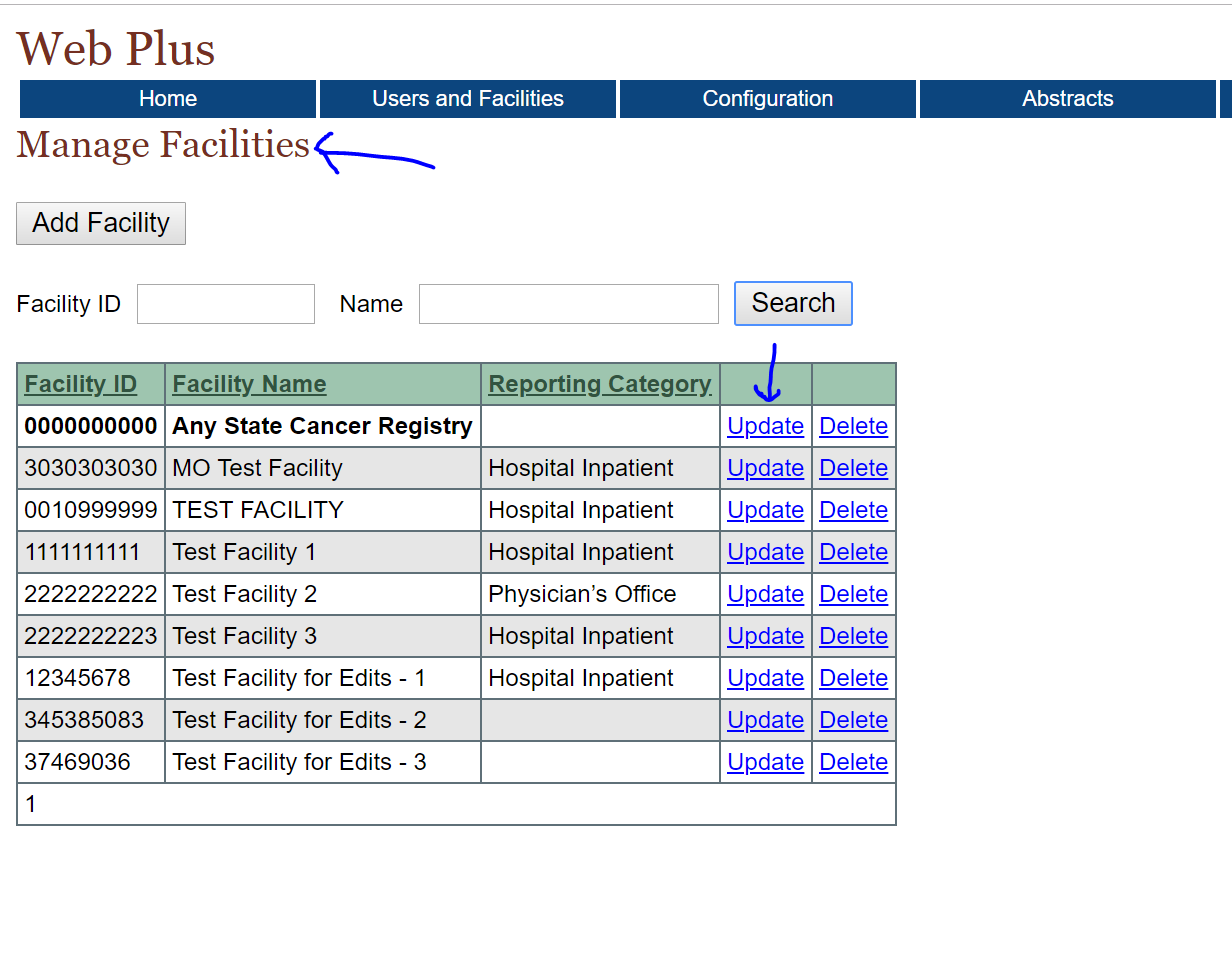 Web Plus
Home Users and Facilities Configuration Abstracts
Manage Facilities
Add Facility
Facility ID Name Search
Facility ID Facility Name Reporting Category
0000000000 Any State Cancer Registry Update Delete
3030303030 MO Test Facility Hospital Inpatient Update Delete
0010999999 TEST FACILITY Hospital Inpatient Update Delete
1111111111 Test Facility 1 Hospital Inpatient Update Delete
2222222222 Test Facility 2 Physician’s Office Update Delete
2222222223 Test Facility 3 Hospital Inpatient Update Delete
12345678 Test Facility for Edits - 1 Hospital Inpatient Update Delete
345385083 Test Facility for Edits - 2 Update Delete
37469036 Test Facility for Edits - 3 Update Delete
1